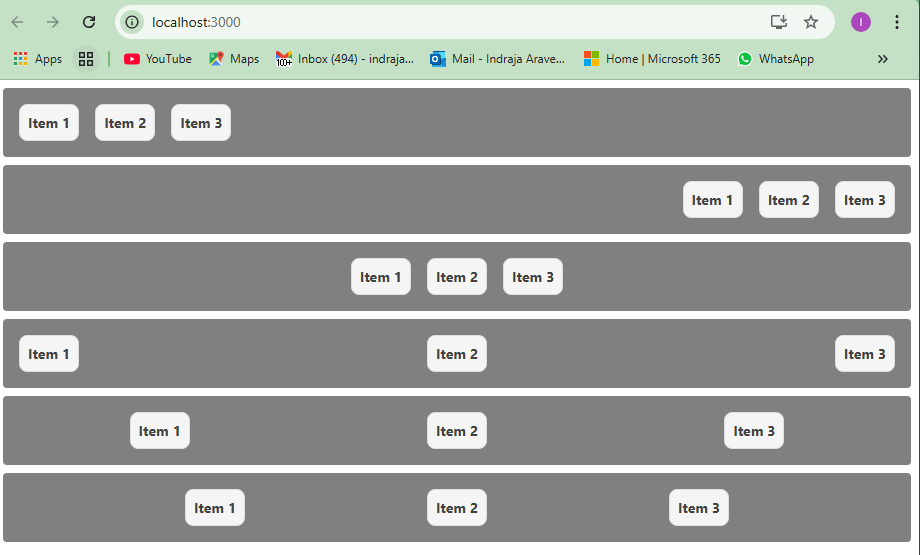 localhost:3000
I
Apps YouTube Maps 100+ Inbox (494) - indraja... Mail - Indraja Arave... Home | Microsoft 365 WhatsApp »
Item 1 Item 2 Item 3
Item 1 Item 2 Item 3
Item 1 Item 2 Item 3
Item 1 Item 2 Item 3
Item 1 Item 2 Item 3
Item 1 Item 2 Item 3